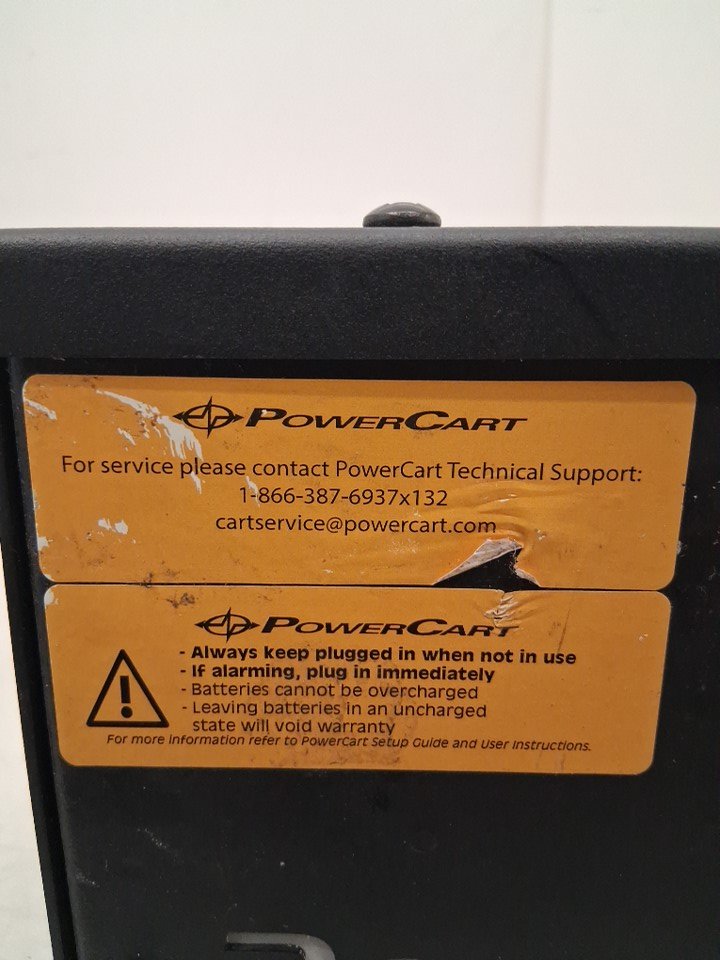 PowerCart
For service please contact PowerCart Technical Support:
1-866-387-6937x132
cartservice@powercart.com
PowerCart
- Always keep plugged in when not in use
- If alarming, plug in immediately
- Batteries cannot be overcharged
- Leaving batteries in an uncharged
state will void warranty
For more information refer to PowerCart Setup Guide and User Instructions.